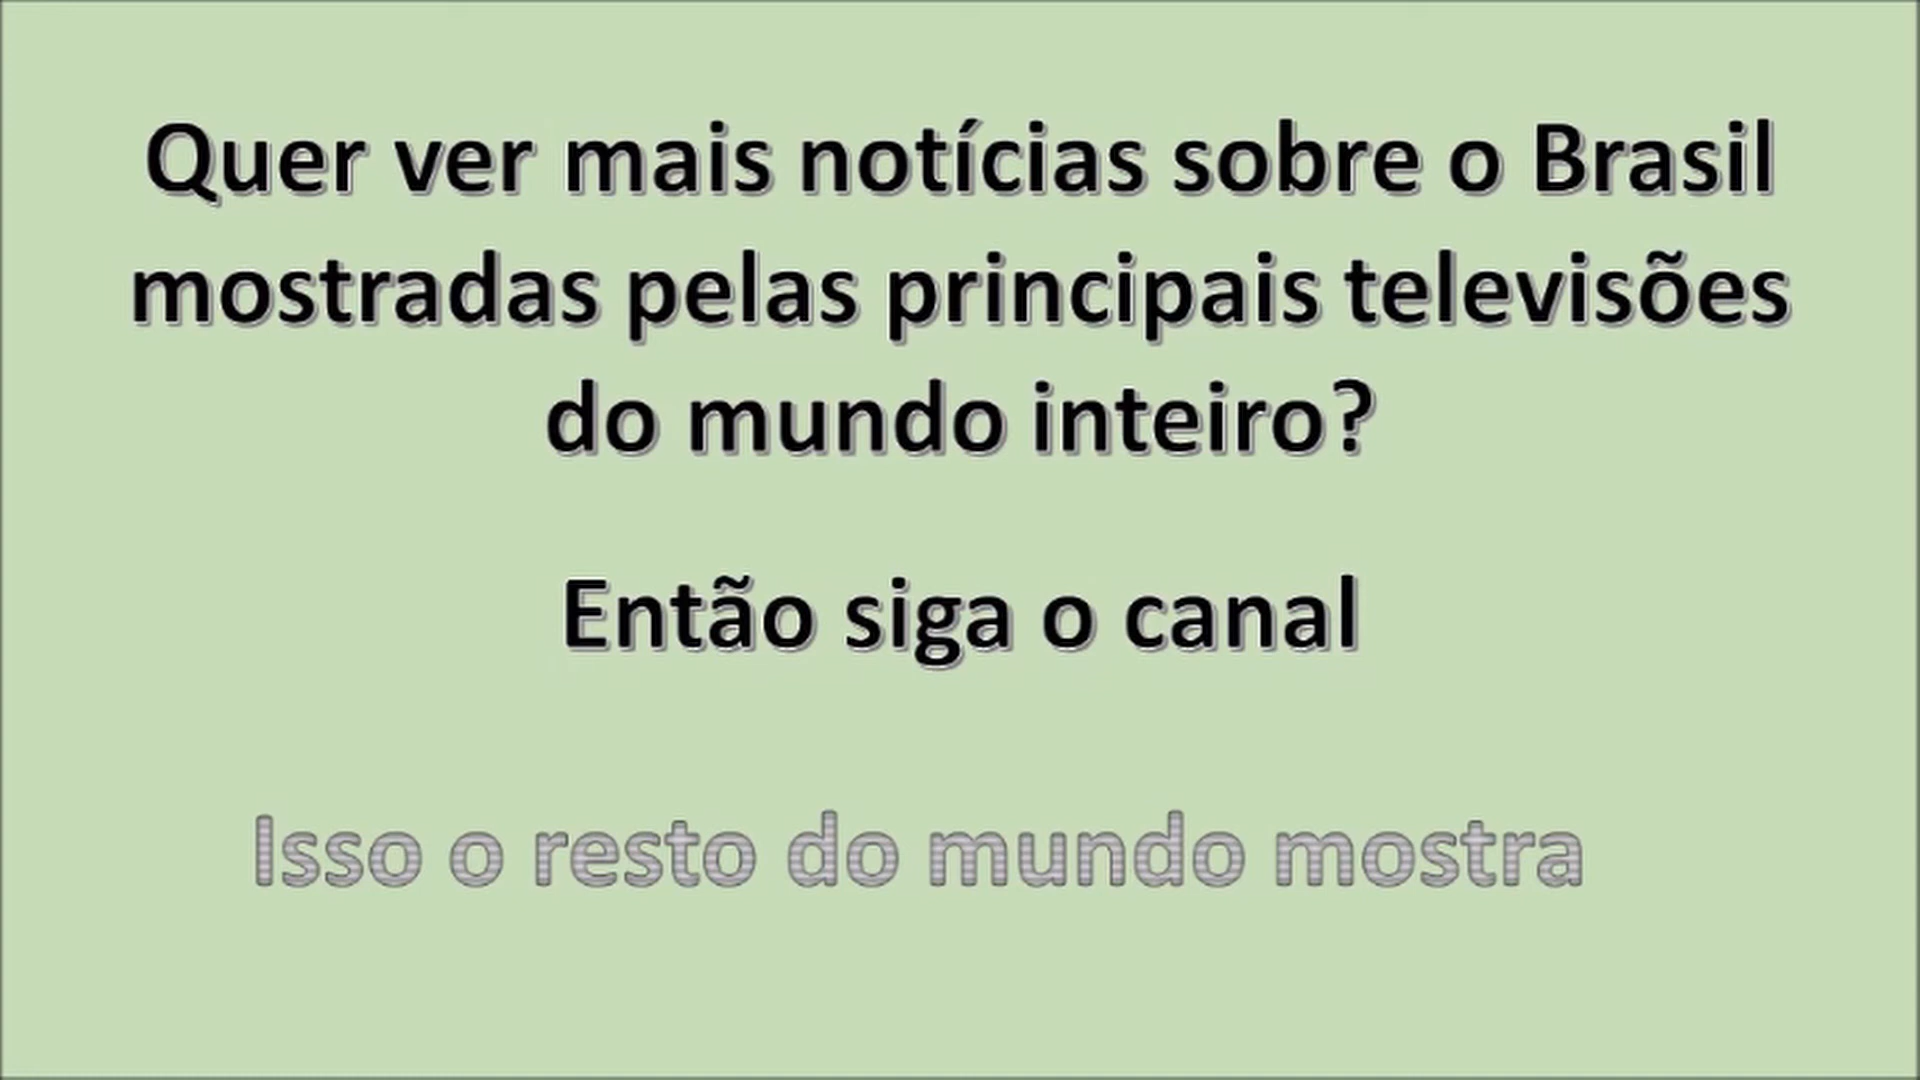 Quer ver mais notícias sobre o Brasil
mostradas pelas principais televisões
do mundo inteiro?
Então siga o canal
Isso o resto do mundo mostra